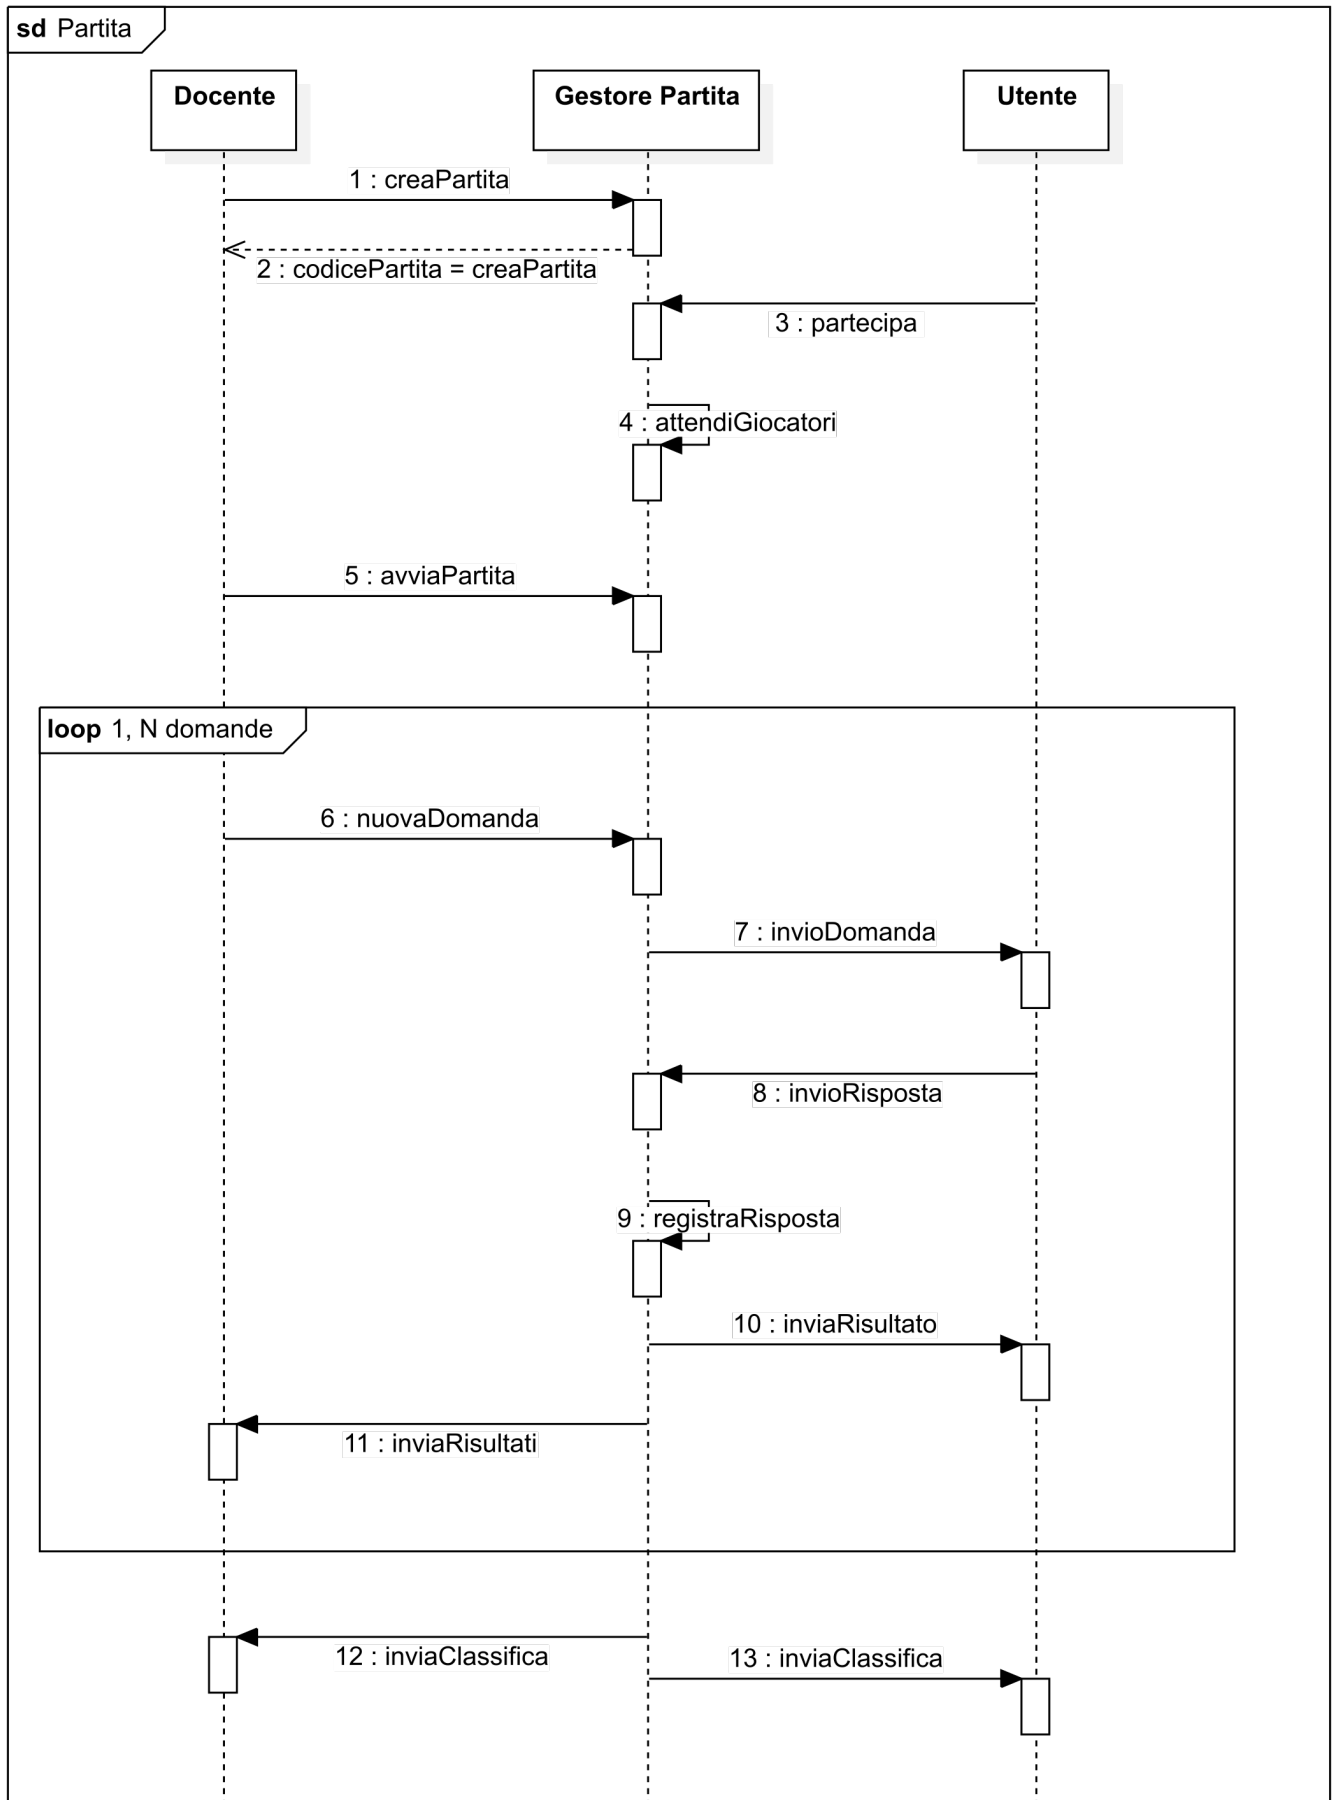 sd Partita
Docente
Gestore Partita
Utente
1 : creaPartita
2 : codicePartita = creaPartita
3 : partecipa
4 : attendiGiocatori
5 : avviaPartita
loop 1, N domande
6 : nuovaDomanda
7 : invioDomanda
8 : invioRisposta
9 : registraRisposta
10 : inviaRisultato
11 : inviaRisultati
12 : inviaClassifica
13 : inviaClassifica